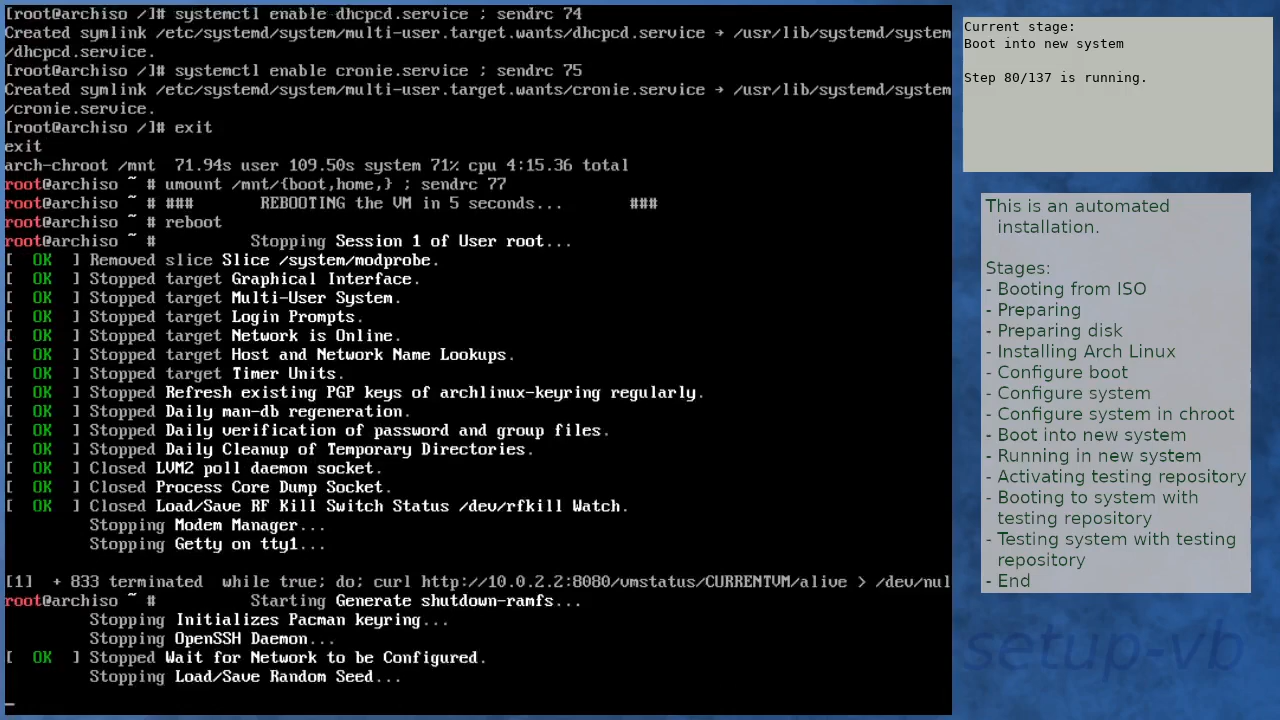 [root@archiso /]# systemctl enable dhcpcd.service ; sendrc 74
Created symlink /etc/systemd/system/multi-user.target.wants/dhcpcd.service → /usr/lib/systemd/system
/dhcpcd.service.
[root@archiso /]# systemctl enable cronie.service ; sendrc 75
Created symlink /etc/systemd/system/multi-user.target.wants/cronie.service → /usr/lib/systemd/system
/cronie.service.
[root@archiso /]# exit
exit
arch-chroot /mnt  71.94s user 109.50s system 71% cpu 4:15.36 total
root@archiso ~ # umount /mnt/{boot,home,} ; sendrc 77
root@archiso ~ # ###       REBOOTING the VM in 5 seconds...       ###
root@archiso ~ # reboot
root@archiso ~ #          Stopping Session 1 of User root...
[  OK  ] Removed slice Slice /system/modprobe.
[  OK  ] Stopped target Graphical Interface.
[  OK  ] Stopped target Multi-User System.
[  OK  ] Stopped target Login Prompts.
[  OK  ] Stopped target Network is Online.
[  OK  ] Stopped target Host and Network Name Lookups.
[  OK  ] Stopped target Timer Units.
[  OK  ] Stopped Refresh existing PGP keys of archlinux-keyring regularly.
[  OK  ] Stopped Daily man-db regeneration.
[  OK  ] Stopped Daily verification of password and group files.
[  OK  ] Stopped Daily Cleanup of Temporary Directories.
[  OK  ] Closed LVM2 poll daemon socket.
[  OK  ] Closed Process Core Dump Socket.
[  OK  ] Closed Load/Save RF Kill Switch Status /dev/rfkill Watch.
         Stopping Modem Manager...
         Stopping Getty on tty1...
[1]  + 833 terminated  while true; do; curl http://10.0.2.2:8080/vmstatus/CURRENTVM/alive > /dev/nul
root@archiso ~ #          Starting Generate shutdown-ramfs...
         Stopping Initializes Pacman keyring...
         Stopping OpenSSH Daemon...
[  OK  ] Stopped Wait for Network to be Configured.
         Stopping Load/Save Random Seed...
Current stage:
Boot into new system
Step 80/137 is running.
This is an automated
installation.
Stages:
- Booting from ISO
- Preparing
- Preparing disk
- Installing Arch Linux
- Configure boot
- Configure system
- Configure system in chroot
- Boot into new system
- Running in new system
- Activating testing repository
- Booting to system with
testing repository
- Testing system with testing
repository
- End
setup-vb